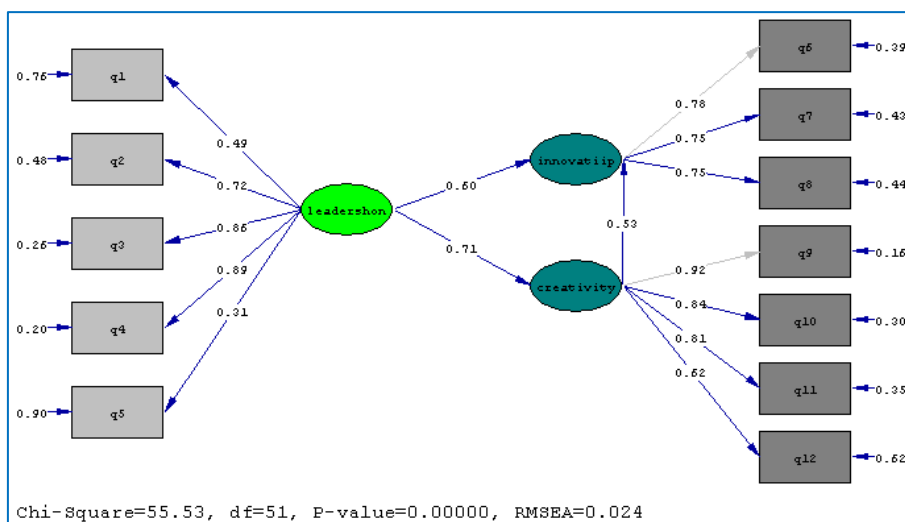 0.76
q1
0.48
q2
0.26
q3
0.20
q4
0.90
q5
0.49
0.72
0.86
0.89
0.31
leadershon
0.60
0.71
innovatiip
0.53
creativity
0.78
0.75
0.75
0.92
0.84
0.81
0.62
q6
0.39
q7
0.43
q8
0.44
q9
0.16
q10
0.30
q11
0.35
q12
0.62
Chi-Square=55.53, df=51, P-value=0.00000, RMSEA=0.024